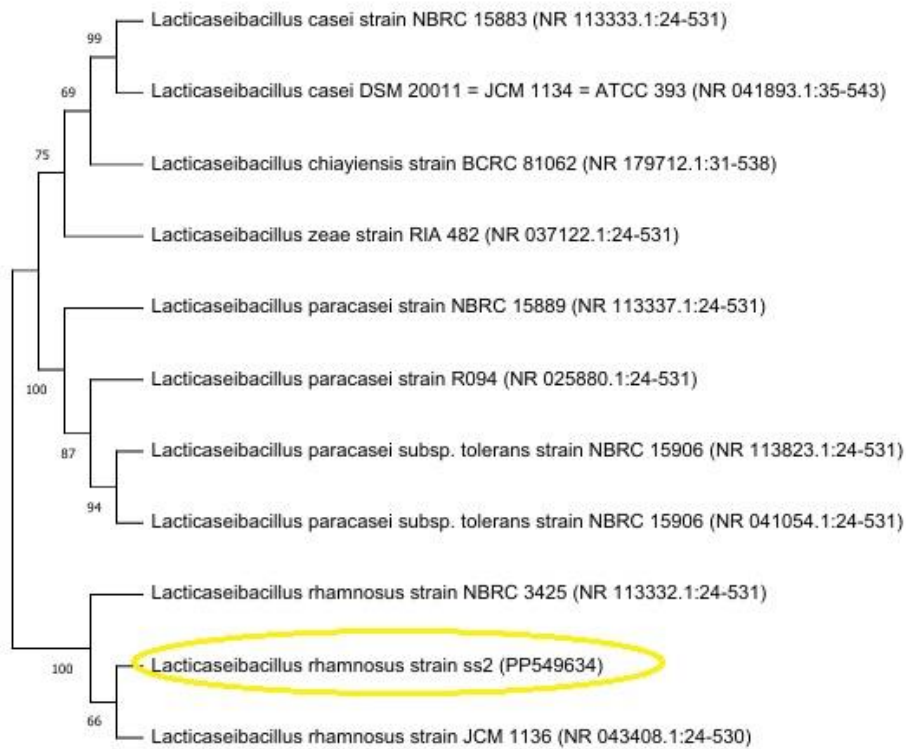 Lacticaseibacillus casei strain NBRC 15883 (NR 113333.1:24-531)
99
Lacticaseibacillus casei DSM 20011 = JCM 1134 = ATCC 393 (NR 041893.1:35-543)
69
75
Lacticaseibacillus chiayiensis strain BCRC 81062 (NR 179712.1:31-538)
Lacticaseibacillus zeae strain RIA 482 (NR 037122.1:24-531)
Lacticaseibacillus paracasei strain NBRC 15889 (NR 113337.1:24-531)
100
Lacticaseibacillus paracasei strain R094 (NR 025880.1:24-531)
87
Lacticaseibacillus paracasei subsp. tolerans strain NBRC 15906 (NR 113823.1:24-531)
94
Lacticaseibacillus paracasei subsp. tolerans strain NBRC 15906 (NR 041054.1:24-531)
Lacticaseibacillus rhamnosus strain NBRC 3425 (NR 113332.1:24-531)
100
Lacticaseibacillus rhamnosus strain ss2 (PP549634)
66
Lacticaseibacillus rhamnosus strain JCM 1136 (NR 043408.1:24-530)